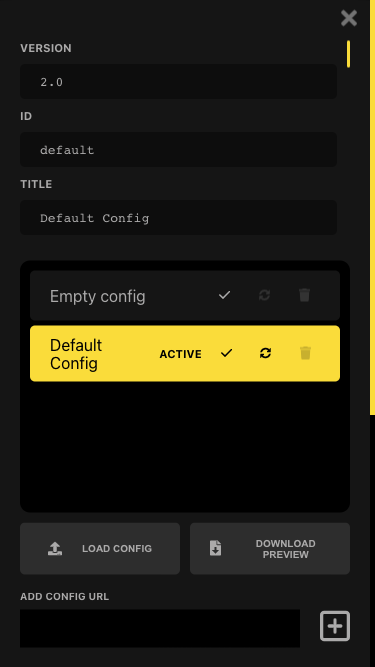 VERSION
2.0
ID
default
TITLE
Default Config
Empty config
Default
Config
ACTIVE
LOAD CONFIG
DOWNLOAD
PREVIEW
ADD CONFIG URL